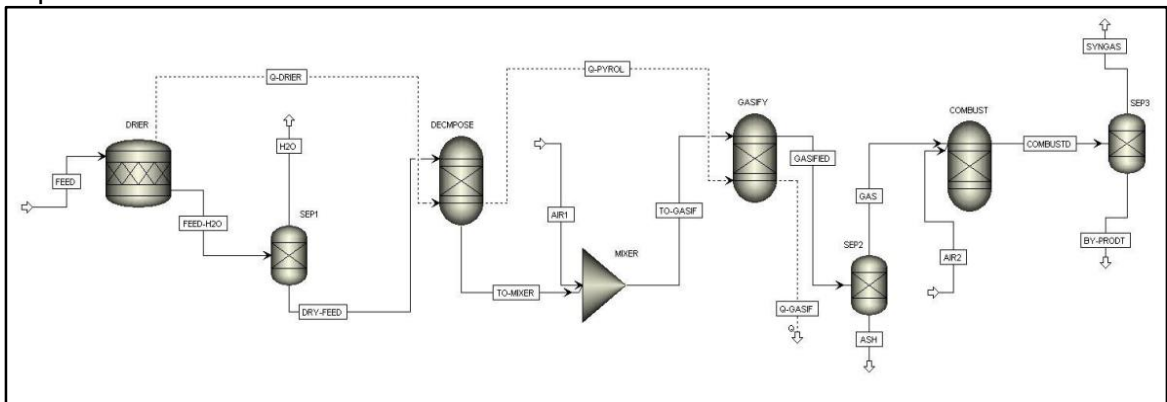 SYNGAS
Q-DRIER
Q-PYROL
GASIFY
COMBUST
SEP3
DRIER
DECMPOSE
H2O
GASIFIED
COMBUSTD
FEED
AIR1
TO-GASIF
GAS
FEED-H2O
SEP1
MIXER
SEP2
AIR2
BY-PRODT
DRY-FEED
TO-MIXER
Q-GASIF
Q
ASH